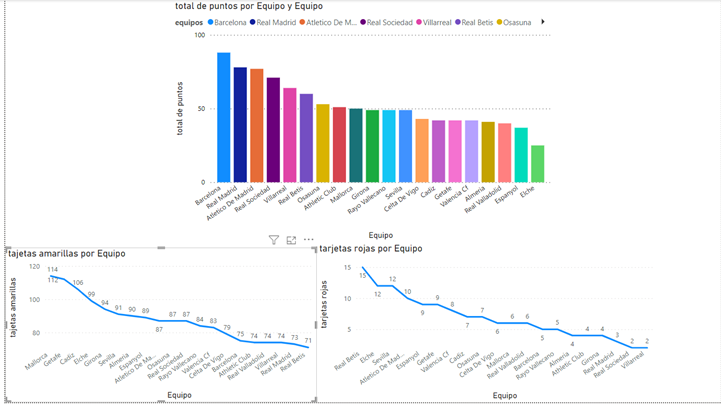 total de puntos por Equipo y Equipo
equipos Barcelona Real Madrid Atletico De M... Real Sociedad Villarreal Real Betis Osasuna
total de puntos
100
50
0
Barcelona Real Madrid Atletico De Madrid Real Sociedad Villarreal Real Betis Osasuna Athletic Club Mallorca Girona Rayo Vallecano Sevilla Celta De Vigo Cadiz Getafe Valencia Cf Almeria Real Valladolid Espanyol Elche
Equipo
tajetas amarillas por Equipo
tajetas amarillas
120
100
80
114 112 106 99 94 91 90 89 87 87 87 84 83 79 75 74 74 74 73 71
Mallorca Getafe Cadiz Elche Girona Sevilla Almeria Espanyol Atletico De Ma... Osasuna Real Sociedad Rayo Vallecano Valencia Cf Celta De Vigo Barcelona Athletic Club Real Valladolid Villarreal Real Madrid Real Betis
Equipo
tarjetas rojas por Equipo
tarjetas rojas
15
10
5
15 12 12 10 9 9 8 7 7 6 6 6 5 5 4 4 4 3 2 2
Real Betis Elche Sevilla Atletico De Mad... Espanyol Getafe Valencia Cf Cadiz Osasuna Celta De Vigo Mallorca Real Valladolid Barcelona Rayo Vallecano Almeria Athletic Club Girona Real Madrid Real Sociedad Villarreal
Equipo